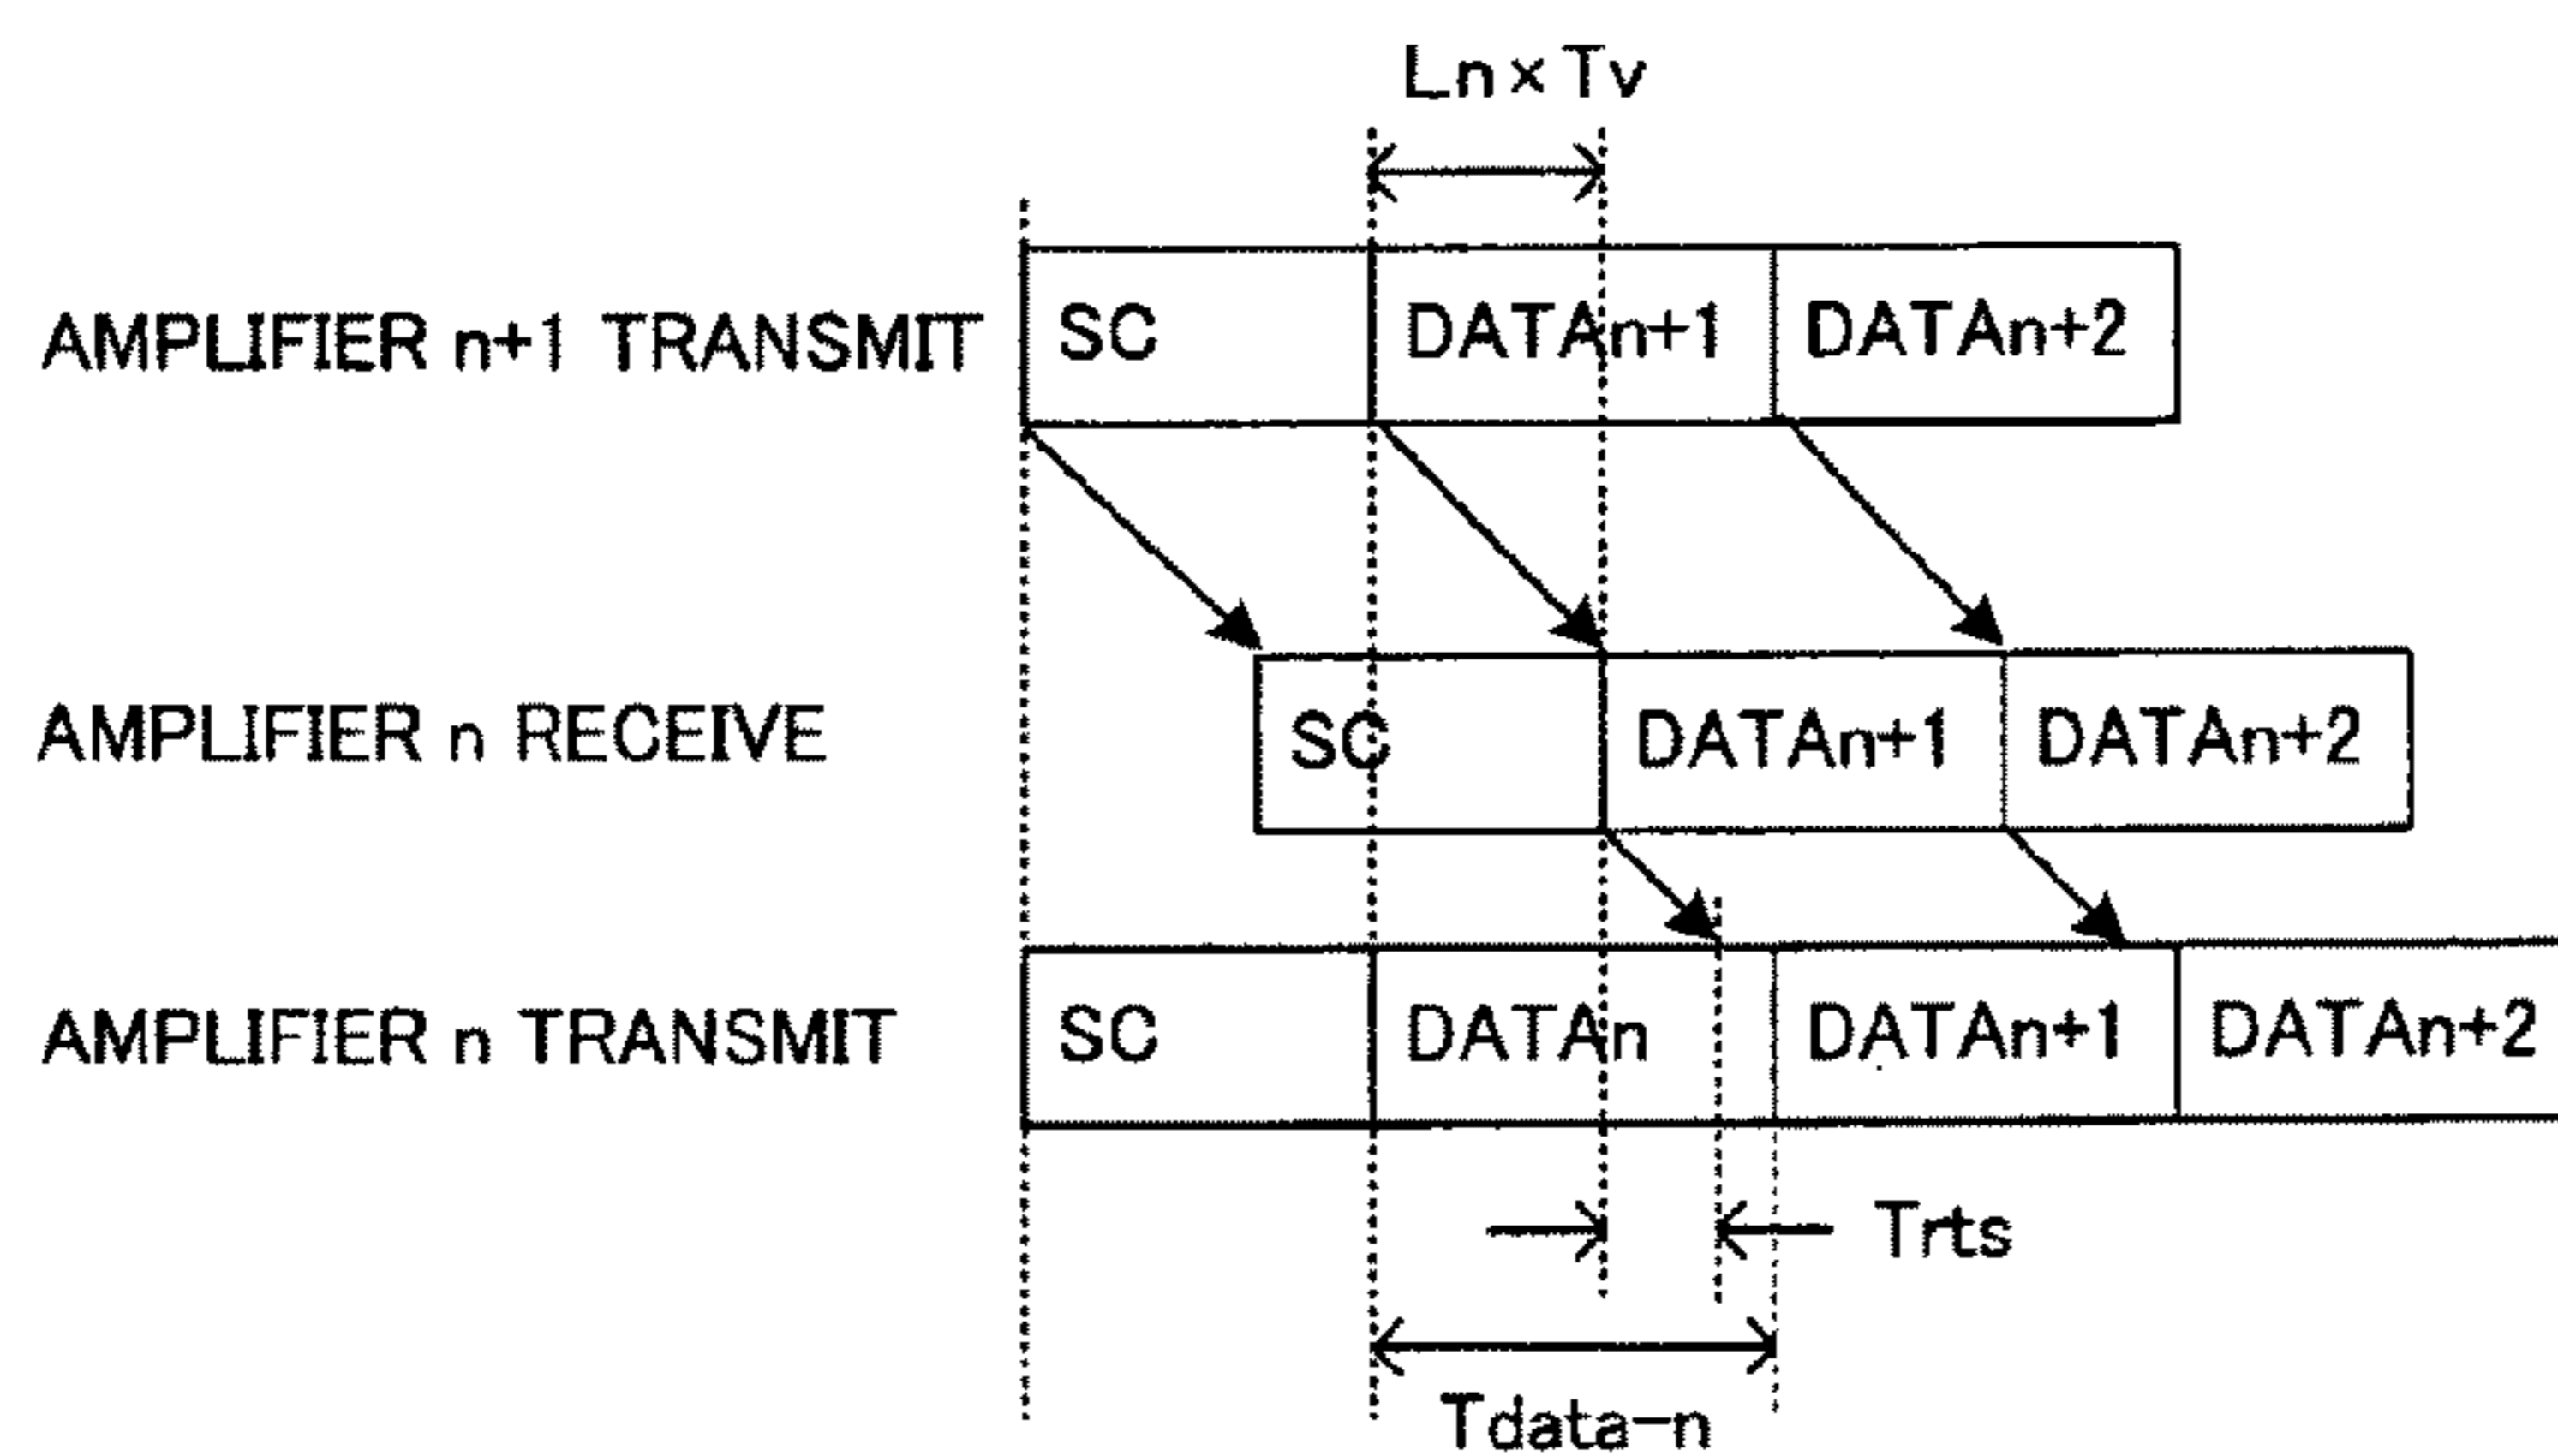 Ln×Tv
AMPLIFIER n+1 TRANSMIT SC DATAn+1 DATAn+2
AMPLIFIER n RECEIVE SC DATAn+1 DATAn+2
AMPLIFIER n TRANSMIT SC DATAn DATAn+1 DATAn+2
Trts
Tdata-n